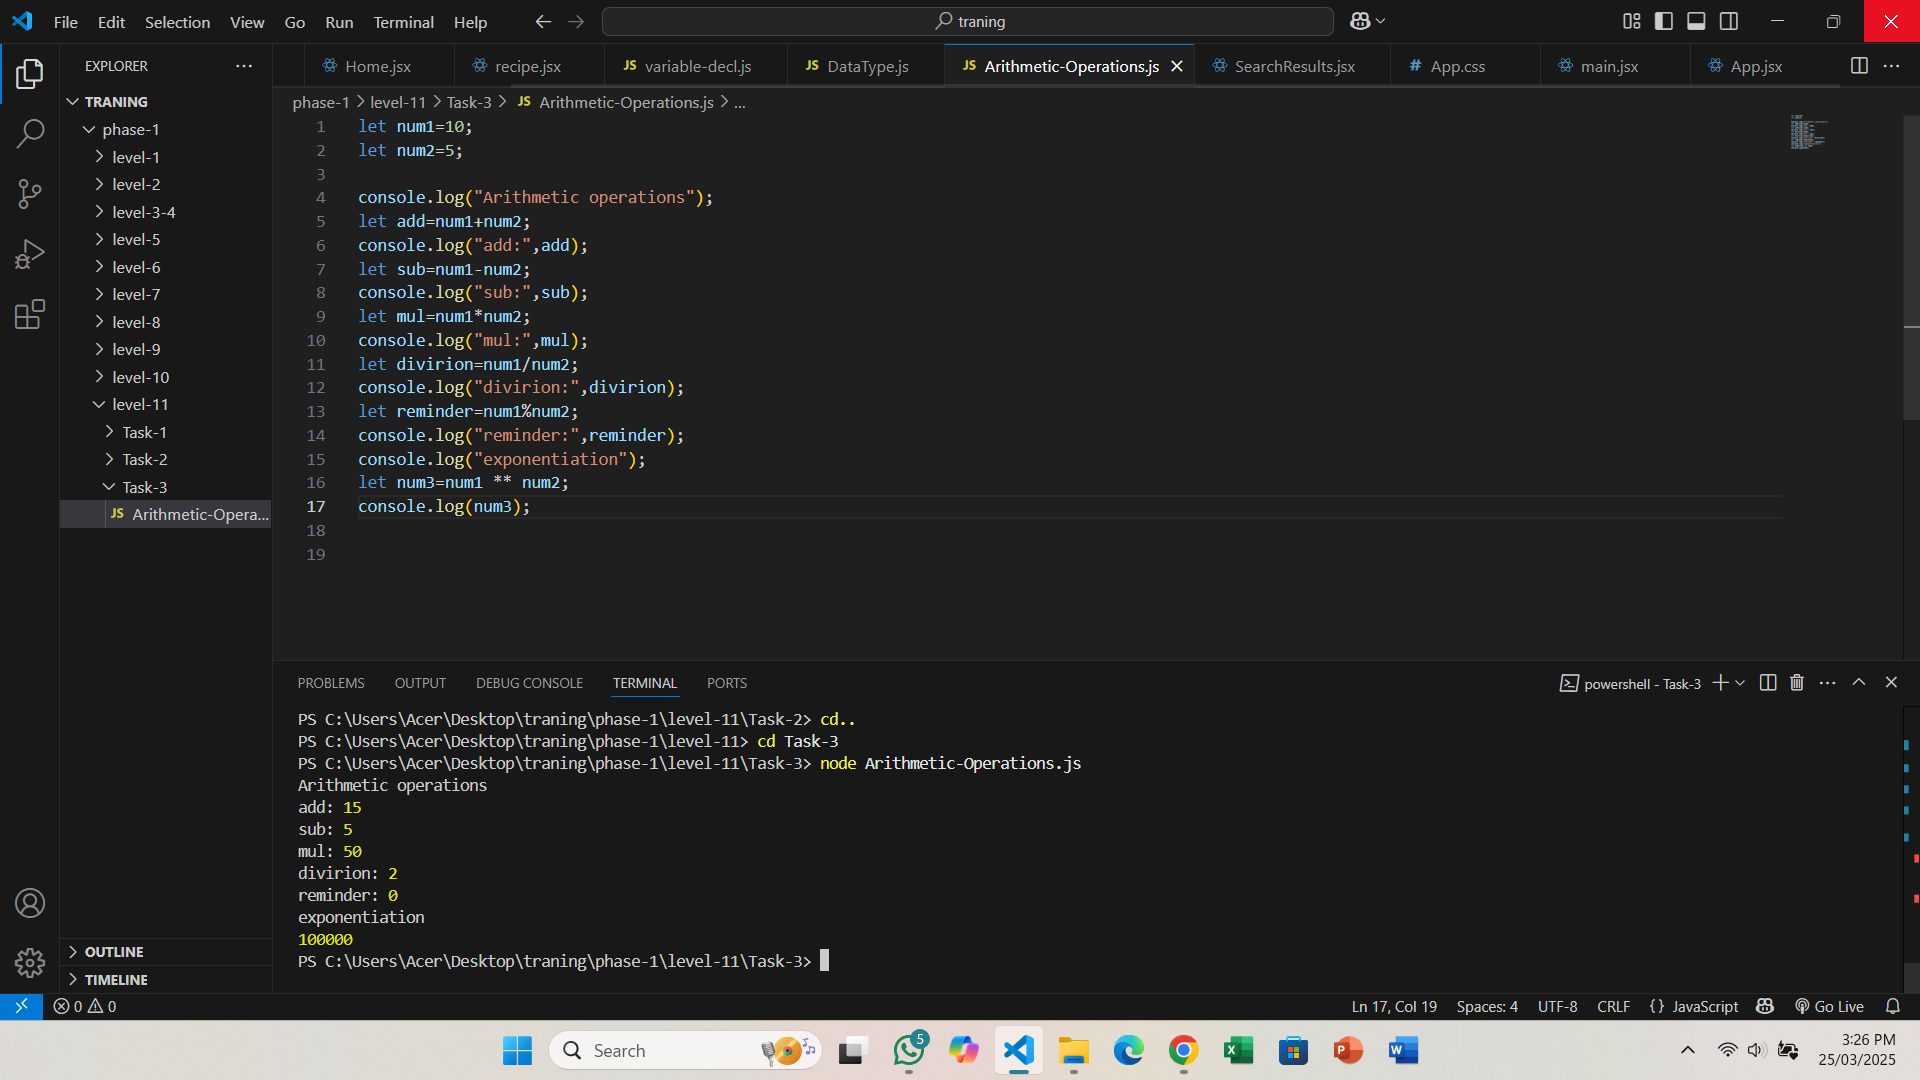 File Edit Selection View Go Run Terminal Help
traning
EXPLORER
Home.jsx
recipe.jsx
JS variable-decl.js
JS DataType.js
JS Arithmetic-Operations.js
SearchResults.jsx
# App.css
main.jsx
App.jsx
TRANING
phase-1
level-1
level-2
level-3-4
level-5
level-6
level-7
level-8
level-9
level-10
level-11
Task-1
Task-2
Task-3
JS Arithmetic-Opera...
OUTLINE
TIMELINE
phase-1 > level-11 > Task-3 > JS Arithmetic-Operations.js > ...
1 let num1=10;
2 let num2=5;
3
4 console.log("Arithmetic operations");
5 let add=num1+num2;
6 console.log("add:",add);
7 let sub=num1-num2;
8 console.log("sub:",sub);
9 let mul=num1*num2;
10 console.log("mul:",mul);
11 let divirion=num1/num2;
12 console.log("divirion:",divirion);
13 let reminder=num1%num2;
14 console.log("reminder:",reminder);
15 console.log("exponentiation");
16 let num3=num1 ** num2;
17 console.log(num3);
18
19
PROBLEMS OUTPUT DEBUG CONSOLE TERMINAL PORTS
powershell - Task-3
PS C:\Users\Acer\Desktop\traning\phase-1\level-11\Task-2> cd..
PS C:\Users\Acer\Desktop\traning\phase-1\level-11> cd Task-3
PS C:\Users\Acer\Desktop\traning\phase-1\level-11\Task-3> node Arithmetic-Operations.js
Arithmetic operations
add: 15
sub: 5
mul: 50
divirion: 2
reminder: 0
exponentiation
100000
PS C:\Users\Acer\Desktop\traning\phase-1\level-11\Task-3>
0 0
Ln 17, Col 19 Spaces: 4 UTF-8 CRLF {} JavaScript Go Live
Search
5
X
P
W
3:26 PM
25/03/2025